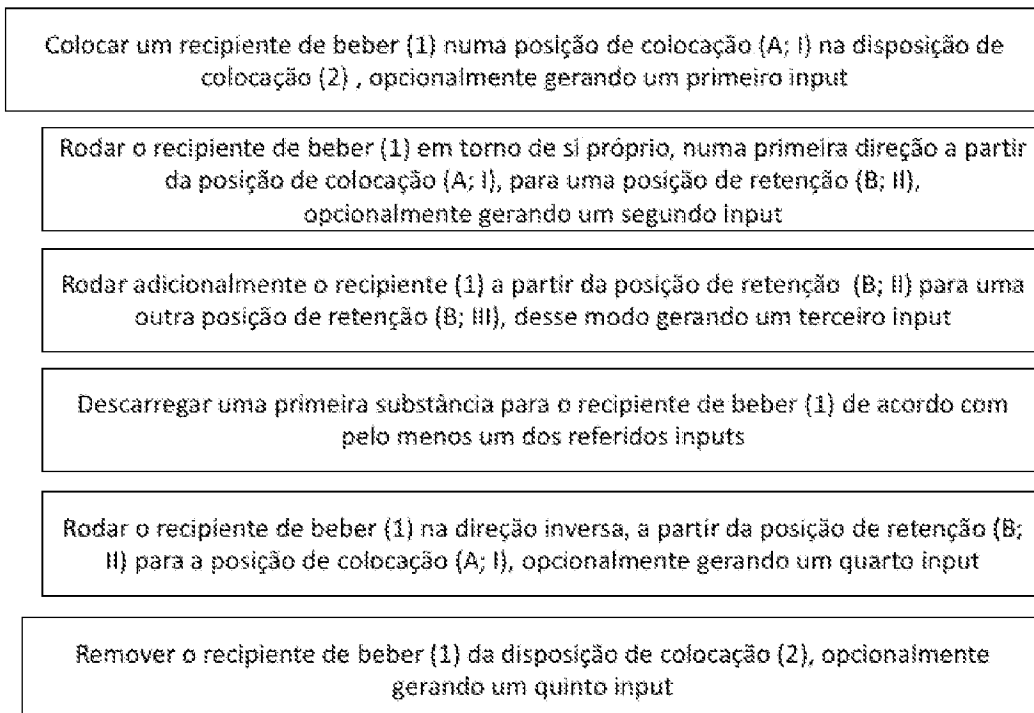 Colocar um recipiente de beber (1) numa posição de colocação (A; I) na disposição de
colocação (2) , opcionalmente gerando um primeiro input
Rodar o recipiente de beber (1) em torno de si próprio, numa primeira direção a partir
da posição de colocação (A; I), para uma posição de retenção (B; II),
opcionalmente gerando um segundo input
Rodar adicionalmente o recipiente (1) a partir da posição de retenção (B; II) para uma
outra posição de retenção (B; III), desse modo gerando um terceiro input
Descarregar uma primeira substância para o recipiente de beber (1) de acordo com
pelo menos um dos referidos inputs
Rodar o recipiente de beber (1) na direção inversa, a partir da posição de retenção (B;
II) para a posição de colocação (A; I), opcionalmente gerando um quarto input
Remover o recipiente de beber (1) da disposição de colocação (2), opcionalmente
gerando um quinto input